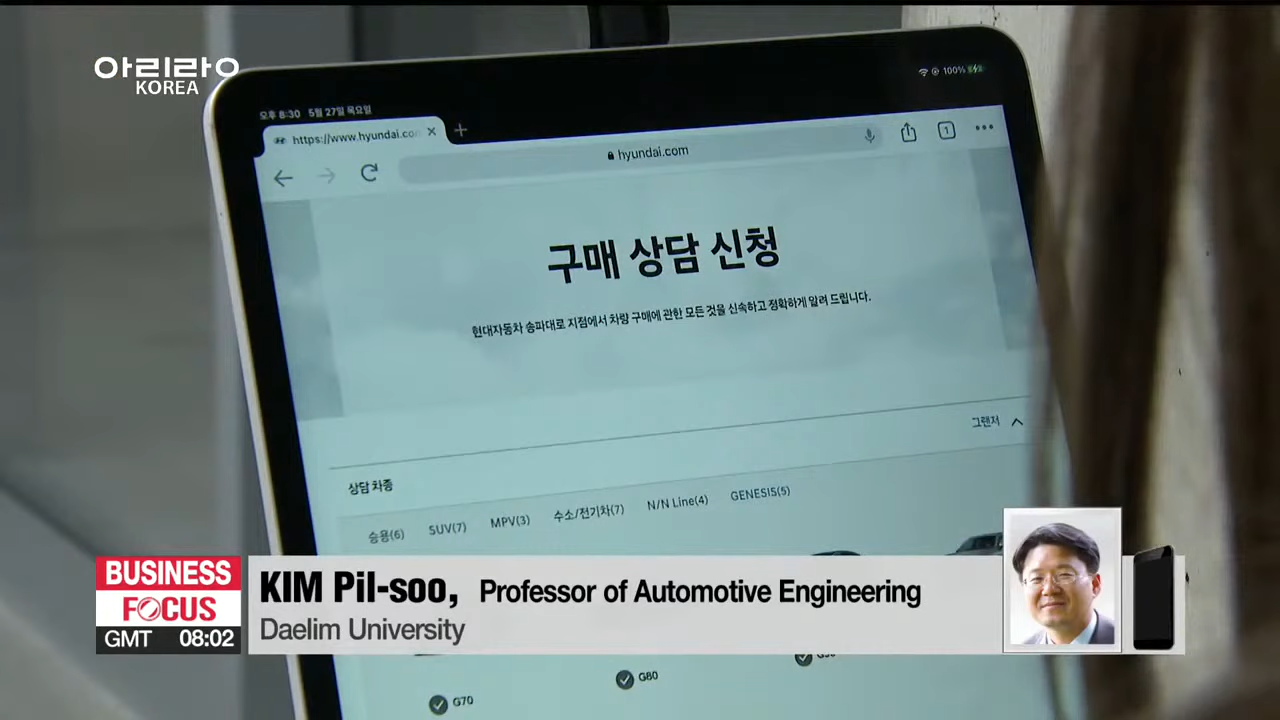 아리랑
KOREA
오후 8:30 5월 27일 목요일
100%
https://www.hyundai.co
hyundai.com
1
구매 상담 신청
현대자동차 송파대로 지점에서 차량 구매에 관한 모든 것을 신속하고 정확하게 알려 드립니다.
그랜저
상담 차종
승용(6) SUV(7) MPV(3) 수소/전기차(7) N/N Line(4) GENESIS(5)
BUSINESS
FOCUS
GMT 08:02
KIM Pil-soo, Professor of Automotive Engineering
Daelim University
G70
G80